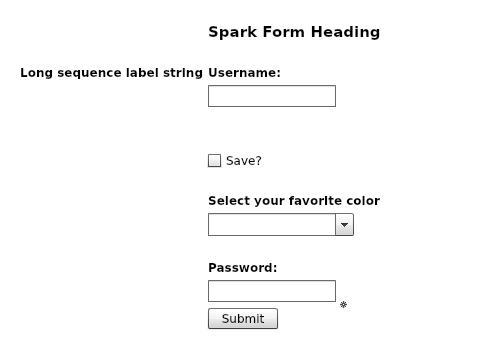 Spark Form Heading
Long sequence label string Username:
Save?
Select your favorite color
Password:
Submit